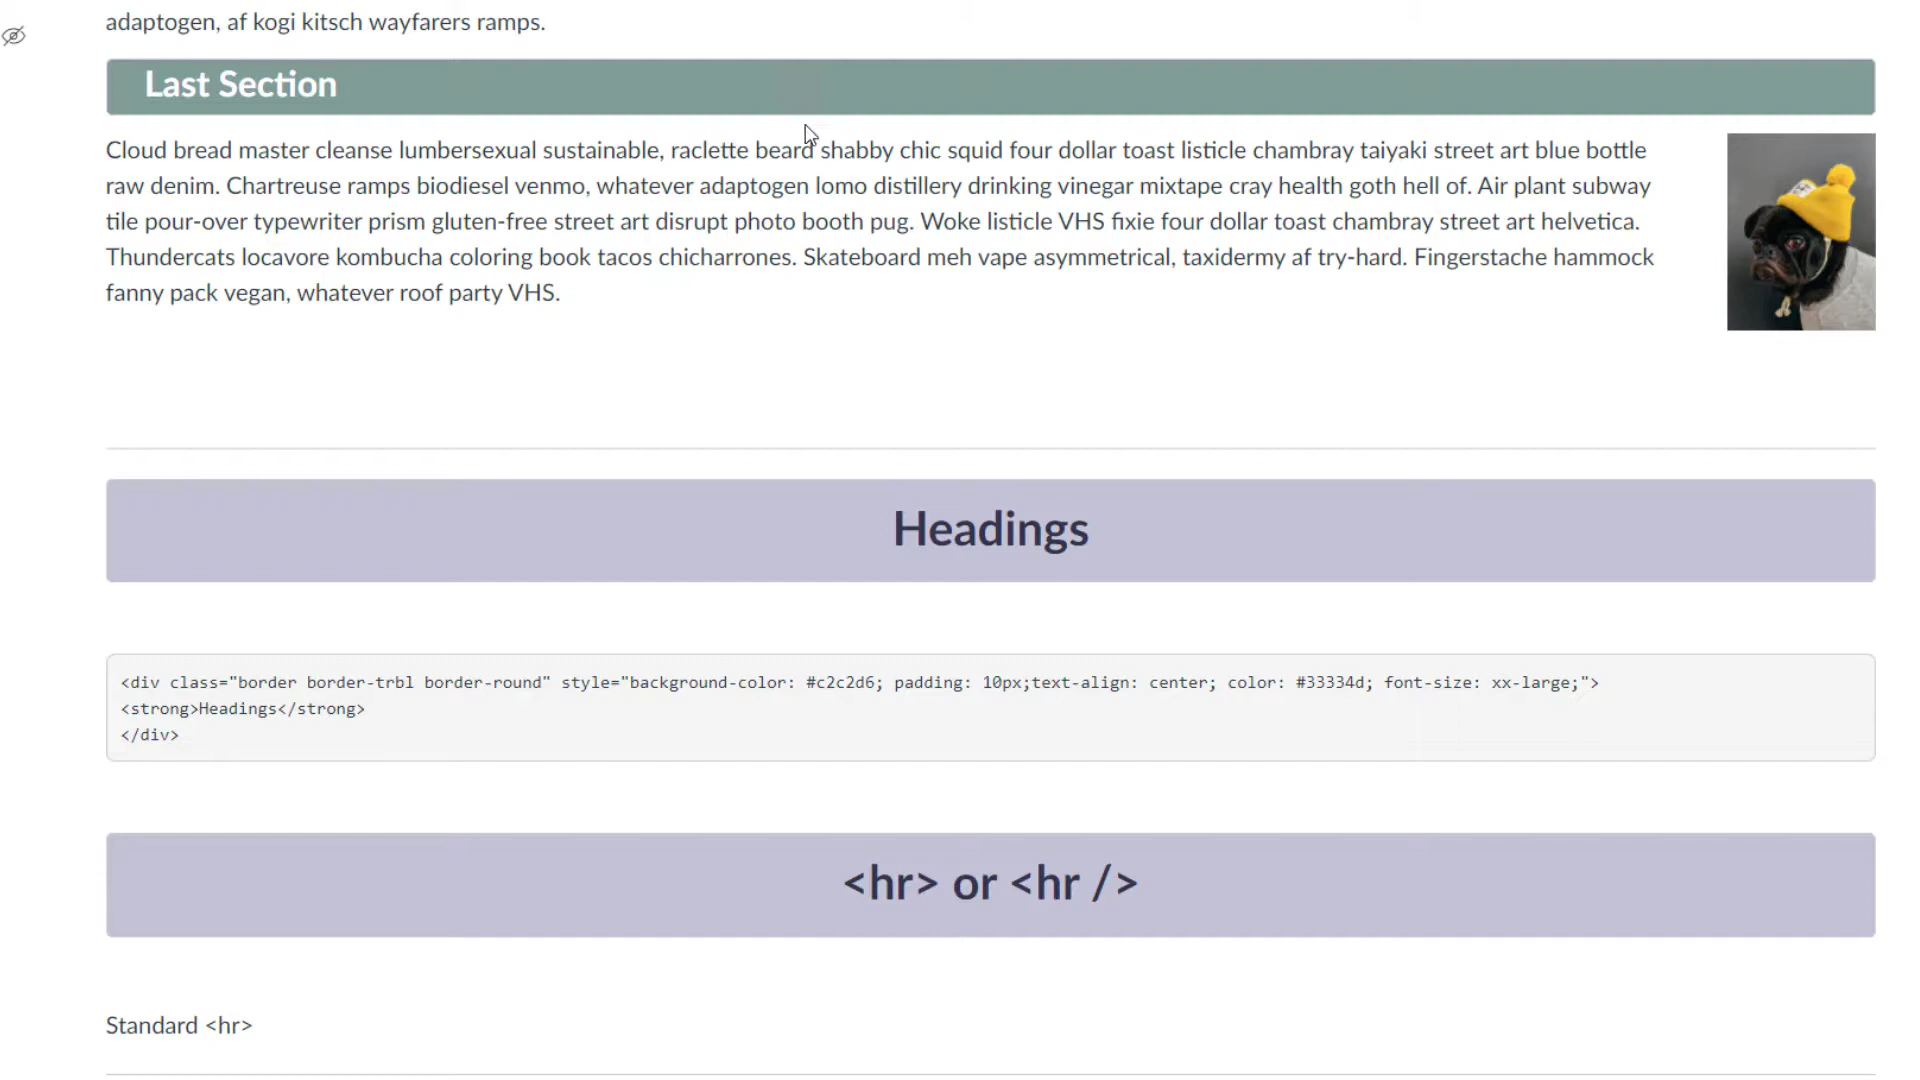 adaptogen, af kogi kitsch wayfarers ramps.
Last Section
Cloud bread master cleanse lumbersexual sustainable, raclette beard shabby chic squid four dollar toast listicle chambray taiyaki street art blue bottle
raw denim. Chartreuse ramps biodiesel venmo, whatever adaptogen lomo distillery drinking vinegar mixtape cray health goth hell of. Air plant subway
tile pour-over typewriter prism gluten-free street art disrupt photo booth pug. Woke listicle VHS fixie four dollar toast chambray street art helvetica.
Thundercats locavore kombucha coloring book tacos chicharrones. Skateboard meh vape asymmetrical, taxidermy af try-hard. Fingerstache hammock
fanny pack vegan, whatever roof party VHS.
Headings
<div class="border border-trbl border-round" style="background-color: #c2c2d6; padding: 10px;text-align: center; color: #33334d; font-size: xx-large;">
<strong>Headings</strong>
</div>
<hr> or <hr />
Standard <hr>